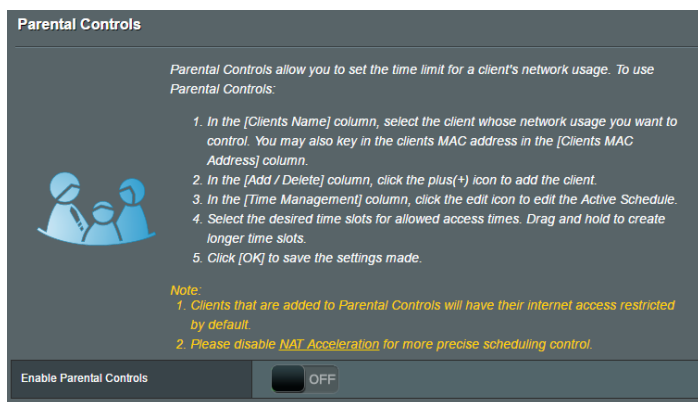 Parental Controls
Parental Controls allow you to set the time limit for a client's network usage. To use
Parental Controls:
1. In the [Clients Name] column, select the client whose network usage you want to
control. You may also key in the clients MAC address in the [Clients MAC
Address] column.
2. In the [Add / Delete] column, click the plus(+) icon to add the client.
3. In the [Time Management] column, click the edit icon to edit the Active Schedule.
4. Select the desired time slots for allowed access times. Drag and hold to create
longer time slots.
5. Click [OK] to save the settings made.
Note:
1. Clients that are added to Parental Controls will have their internet access restricted
by default.
2. Please disable NAT Acceleration for more precise scheduling control.
Enable Parental Controls OFF